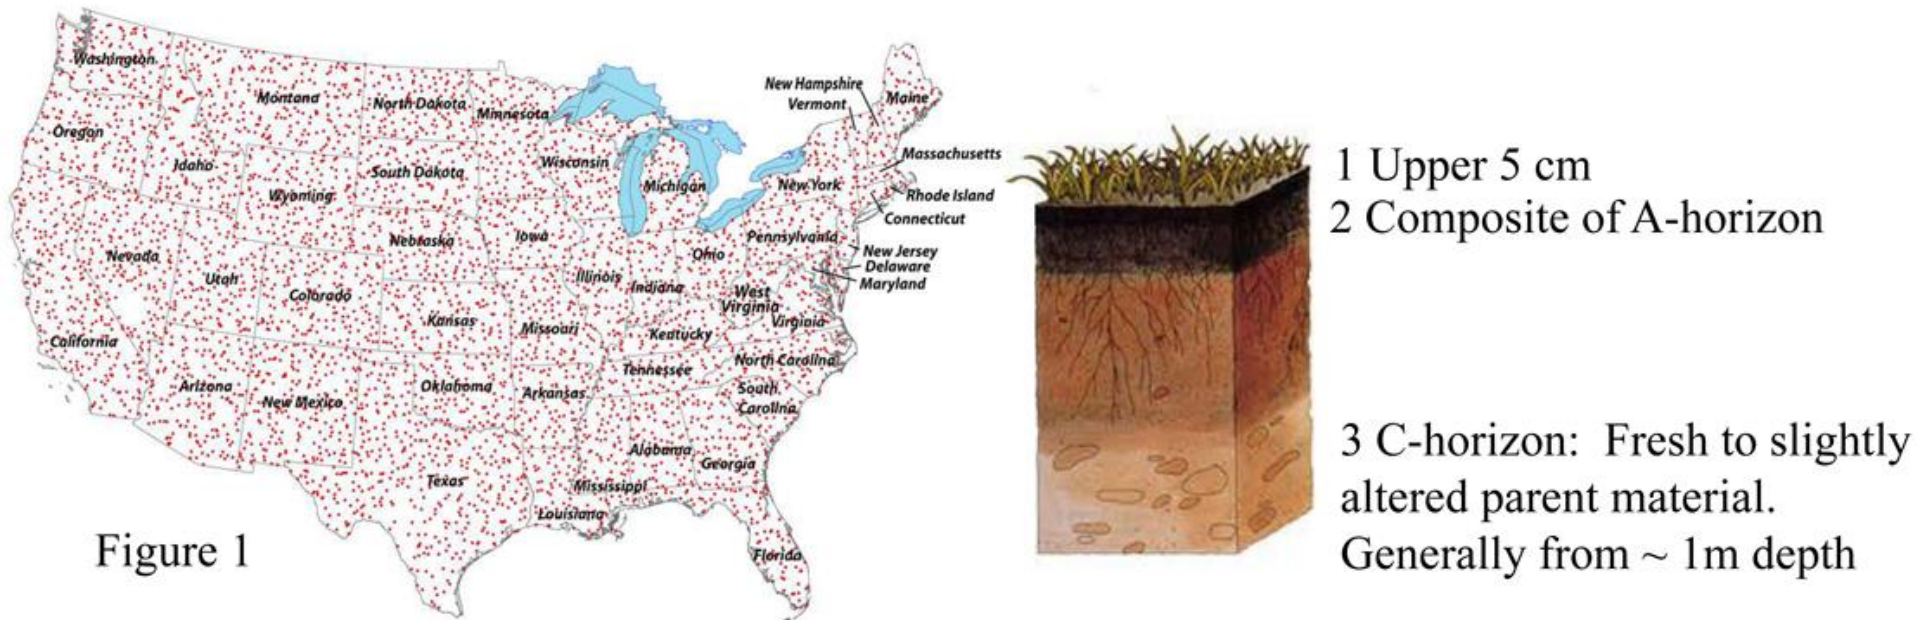 Washington
Montana
North Dakota
Minnesota
Oregon
Idaho
South Dakota
Wisconsin
Michigan
Wyoming
New York
New Hampshire
Vermont
Maine
Massachusetts
Rhode Island
Connecticut
Nebraska
Iowa
Pennsylvania
Nevada
Utah
Colorado
Illinois
Indiana
Ohio
New Jersey
Delaware
Maryland
West
Virginia
Virginia
California
Kansas
Missouri
Kentucky
North Carolina
Tennessee
Arizona
New Mexico
Oklahoma
Arkansas
South
Carolina
Alabama
Georgia
Texas
Mississippi
Louisiana
Florida
Figure 1
1 Upper 5 cm
2 Composite of A-horizon
3 C-horizon: Fresh to slightly
altered parent material.
Generally from ~ 1m depth